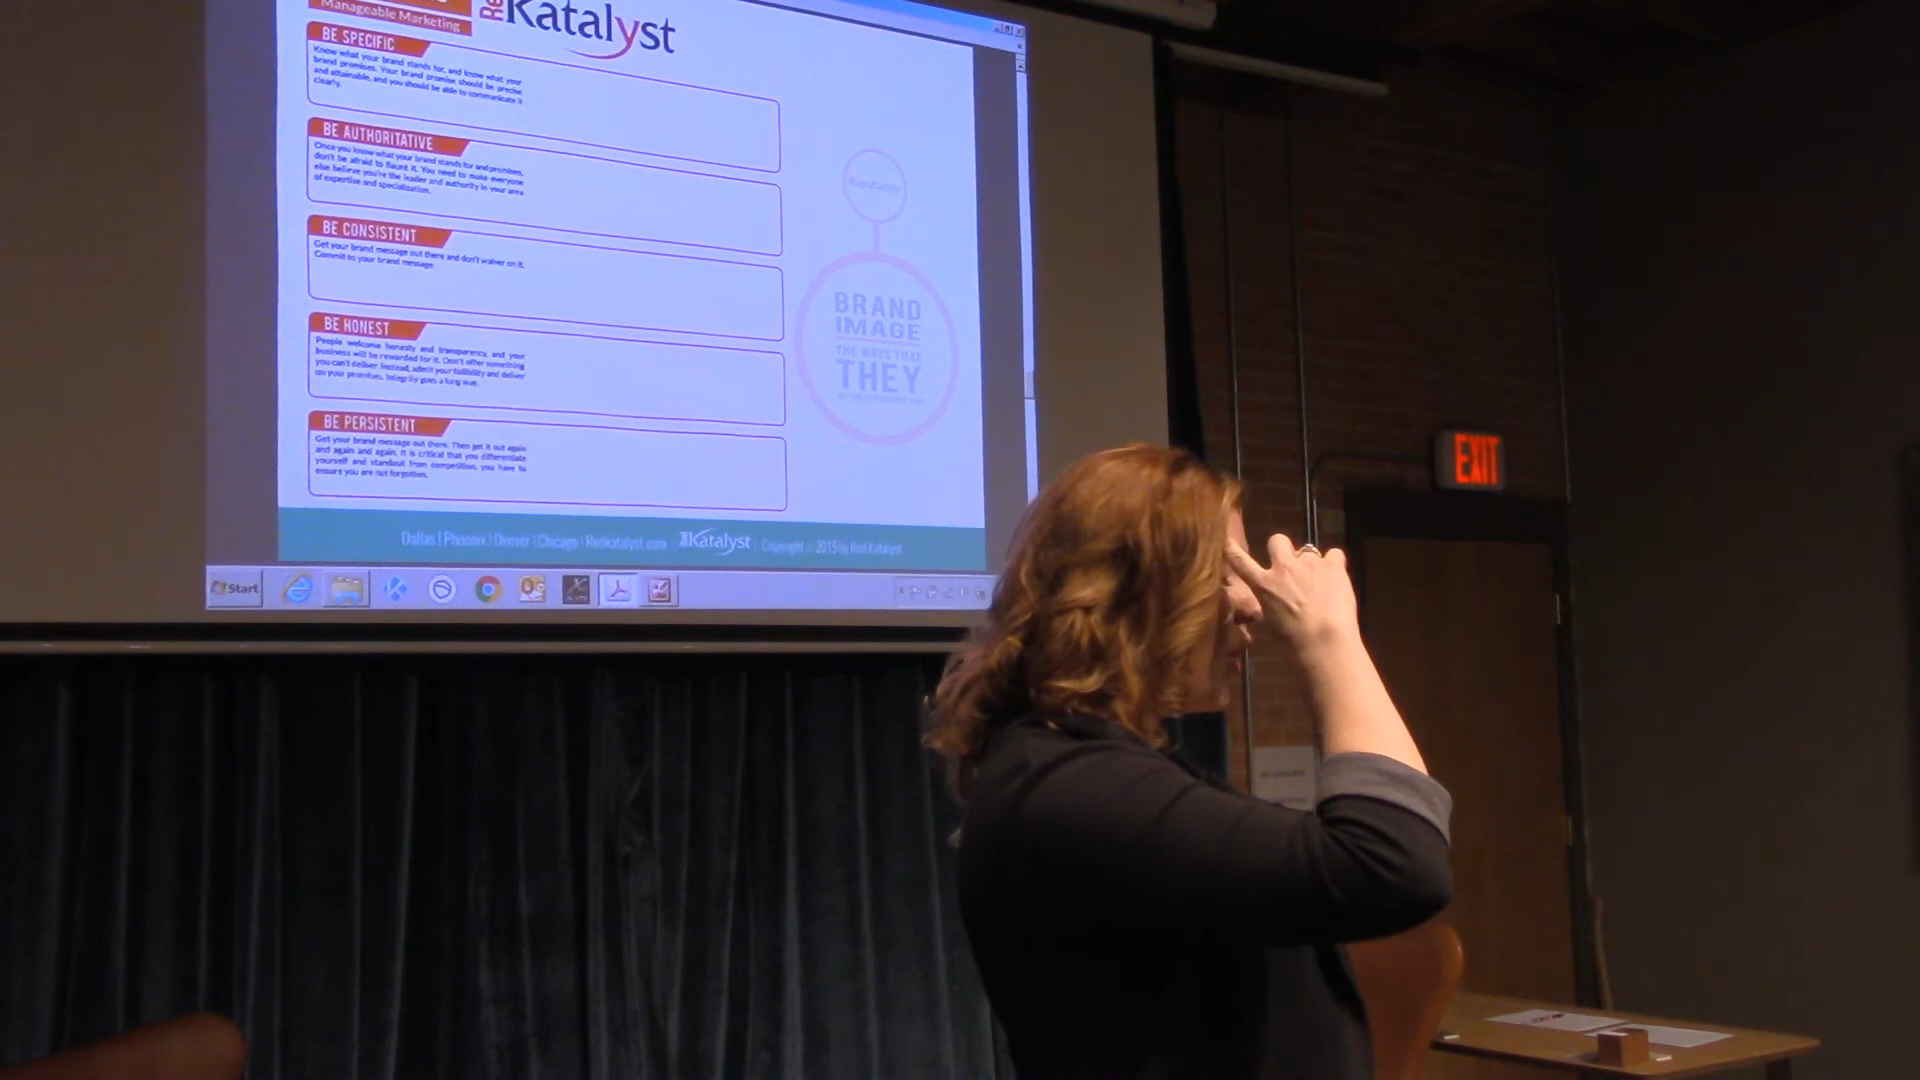 Manageable Marketing
Red Katalyst
BE SPECIFIC
Know what your brand stands for, and know what your
brand promises. Your brand promise should be precise
and attainable, and you should be able to communicate it
clearly.
BE AUTHORITATIVE
Once you know what your brand stands for and promises,
don't be afraid to flaunt it. You need to make everyone
else believe you're the leader and authority in your area
of expertise and specialization.
BE CONSISTENT
Get your brand message out there and don't waiver on it.
Commit to your brand message.
BE HONEST
People welcome honesty and transparency, and your
business will be rewarded for it. Don't offer something
you can't deliver. Instead, admit your fallibility and deliver
on your promises. Integrity goes a long way.
BE PERSISTENT
Get your brand message out there. Then get it out again
and again and again. It is critical that you differentiate
yourself and standout from competition, you have to
ensure you are not forgotten.
Reputation
BRAND
IMAGE
THE WAYS THAT
THEY
Dallas | Phoenix | Denver | Chicago | Redkatalyst.com
Red Katalyst
Copyright © 2015 by Red Katalyst
Start
EXIT